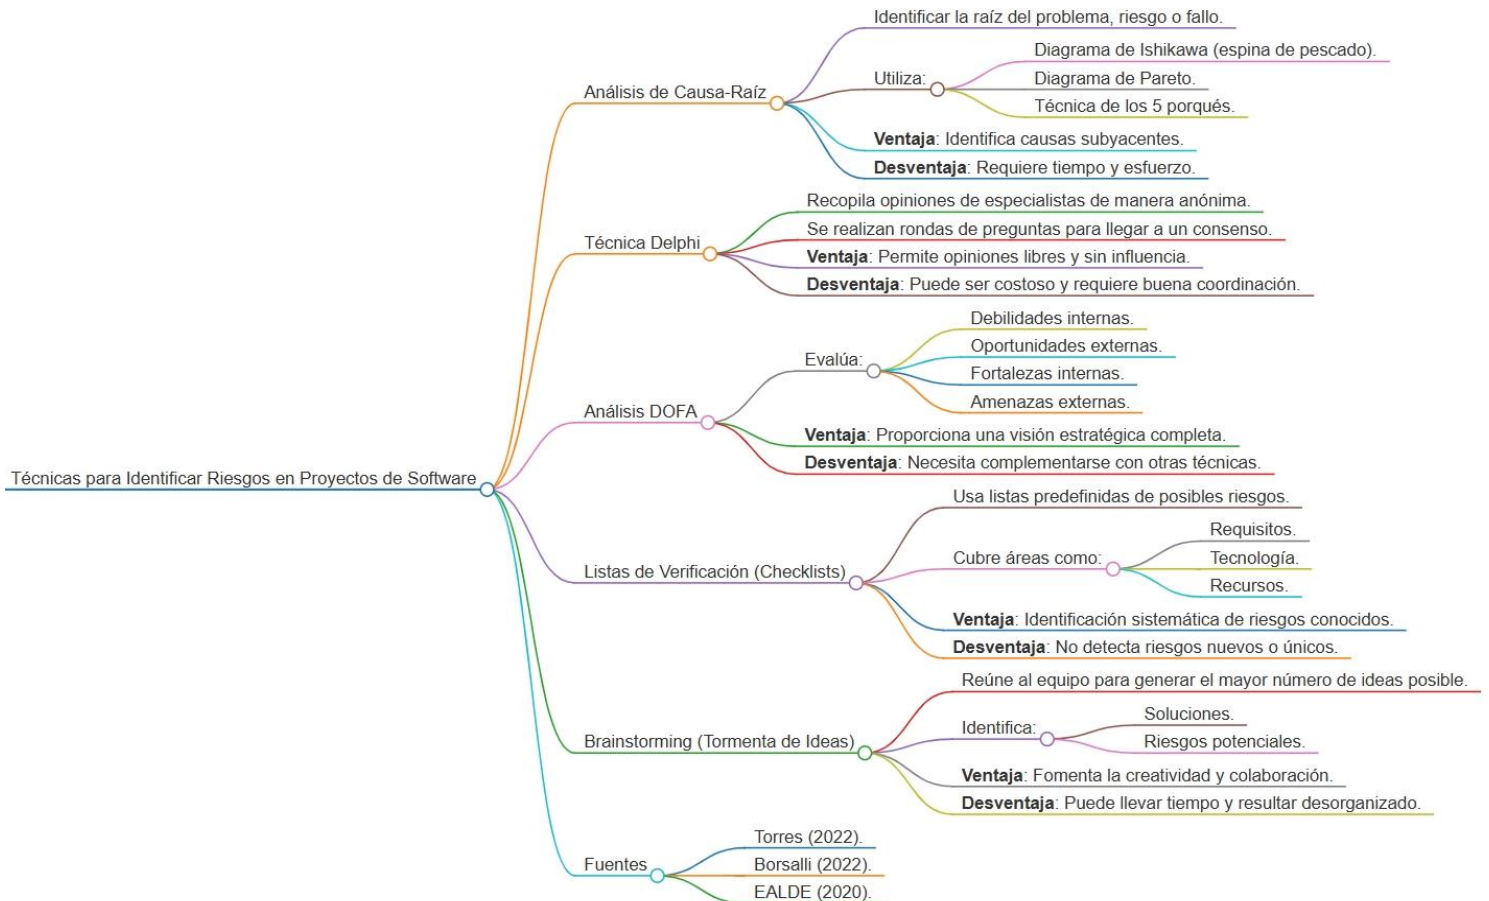 Técnicas para Identificar Riesgos en Proyectos de Software
Análisis de Causa-Raíz
Identificar la raíz del problema, riesgo o fallo.
Utiliza:
Diagrama de Ishikawa (espina de pescado).
Diagrama de Pareto.
Técnica de los 5 porqués.
Ventaja: Identifica causas subyacentes.
Desventaja: Requiere tiempo y esfuerzo.
Técnica Delphi
Recopila opiniones de especialistas de manera anónima.
Se realizan rondas de preguntas para llegar a un consenso.
Ventaja: Permite opiniones libres y sin influencia.
Desventaja: Puede ser costoso y requiere buena coordinación.
Análisis DOFA
Evalúa:
Debilidades internas.
Oportunidades externas.
Fortalezas internas.
Amenazas externas.
Ventaja: Proporciona una visión estratégica completa.
Desventaja: Necesita complementarse con otras técnicas.
Listas de Verificación (Checklists)
Usa listas predefinidas de posibles riesgos.
Cubre áreas como:
Requisitos.
Tecnología.
Recursos.
Ventaja: Identificación sistemática de riesgos conocidos.
Desventaja: No detecta riesgos nuevos o únicos.
Brainstorming (Tormenta de Ideas)
Reúne al equipo para generar el mayor número de ideas posible.
Identifica:
Soluciones.
Riesgos potenciales.
Ventaja: Fomenta la creatividad y colaboración.
Desventaja: Puede llevar tiempo y resultar desorganizado.
Fuentes
Torres (2022).
Borsalli (2022).
EALDE (2020).